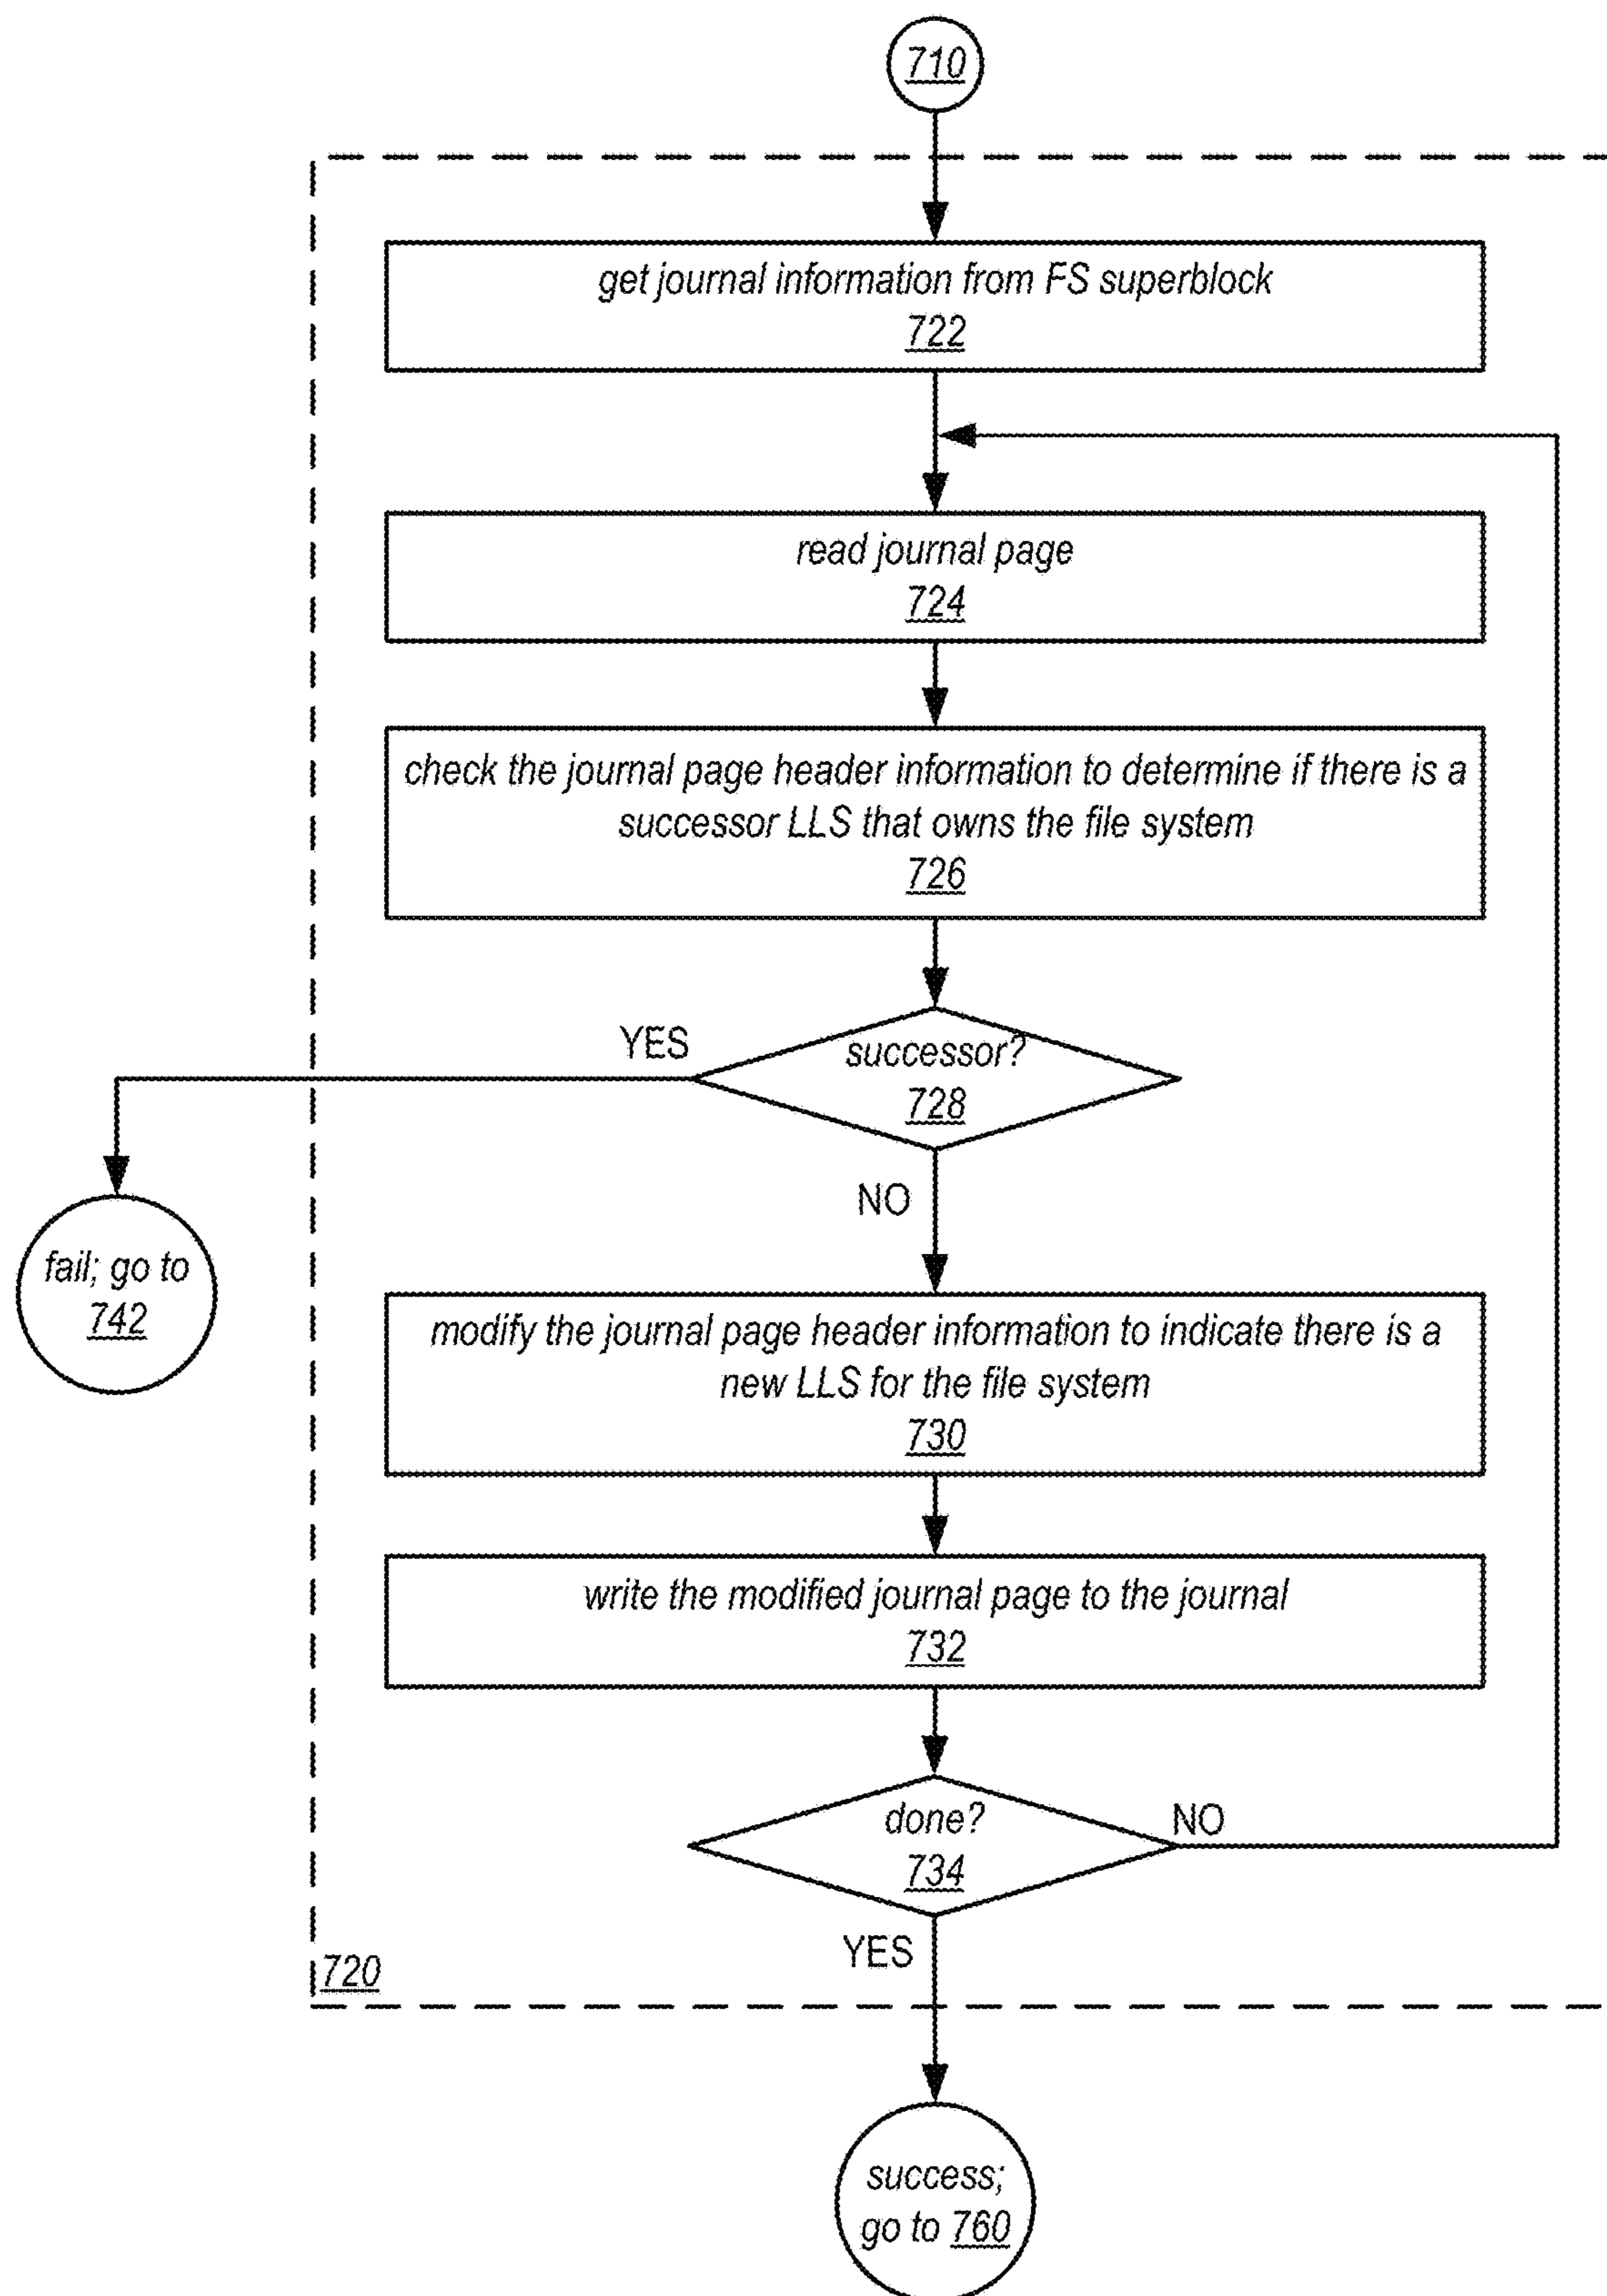 710
get journal information from FS superblock
722
read journal page
724
check the journal page header information to determine if there is a
successor LLS that owns the file system
726
YES
successor?
728
NO
fail; go to
742
modify the journal page header information to indicate there is a
new LLS for the file system
730
write the modified journal page to the journal
732
done?
734
NO
YES
720
success;
go to 760